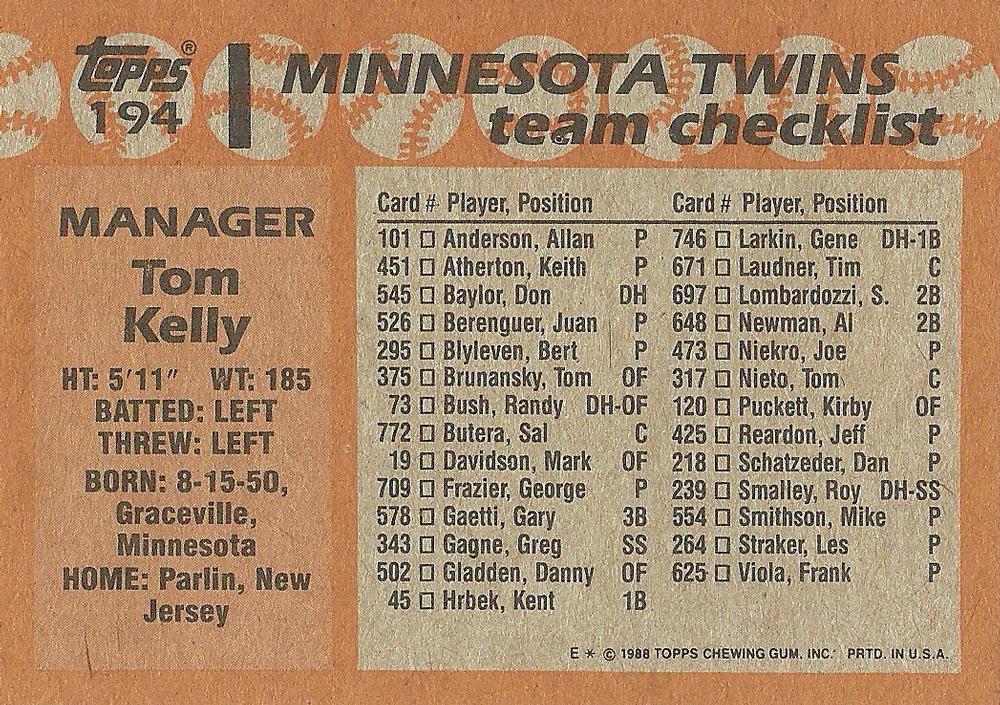 TOPPS®
194
MINNESOTA TWINS
team checklist
MANAGER
Tom
Kelly
HT: 5'11" WT: 185
BATTED: LEFT
THREW: LEFT
BORN: 8-15-50,
Graceville,
Minnesota
HOME: Parlin, New
Jersey
Card # Player, Position
101 □ Anderson, Allan P
451 □ Atherton, Keith P
545 □ Baylor, Don DH
526 □ Berenguer, Juan P
295 □ Blyleven, Bert P
375 □ Brunansky, Tom OF
73 □ Bush, Randy DH-OF
772 □ Butera, Sal C
19 □ Davidson, Mark OF
709 □ Frazier, George P
578 □ Gaetti, Gary 3B
343 □ Gagne, Greg SS
502 □ Gladden, Danny OF
45 □ Hrbek, Kent 1B
Card # Player, Position
746 □ Larkin, Gene DH-1B
671 □ Laudner, Tim C
697 □ Lombardozzi, S. 2B
648 □ Newman, Al 2B
473 □ Niekro, Joe P
317 □ Nieto, Tom C
120 □ Puckett, Kirby OF
425 □ Reardon, Jeff P
218 □ Schatzeder, Dan P
239 □ Smalley, Roy DH-SS
554 □ Smithson, Mike P
264 □ Straker, Les P
625 □ Viola, Frank P
E * © 1988 TOPPS CHEWING GUM, INC. PRTD. IN U.S.A.